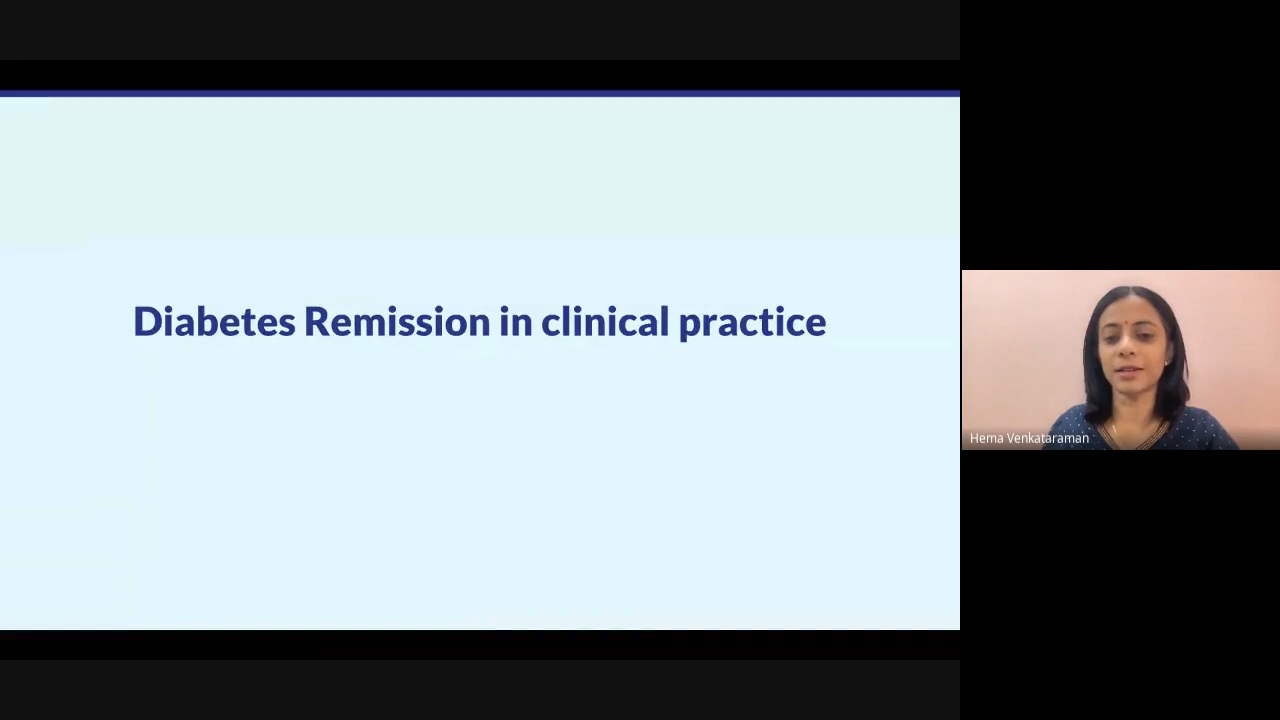 Diabetes Remission in clinical practice
Hema Venkataraman